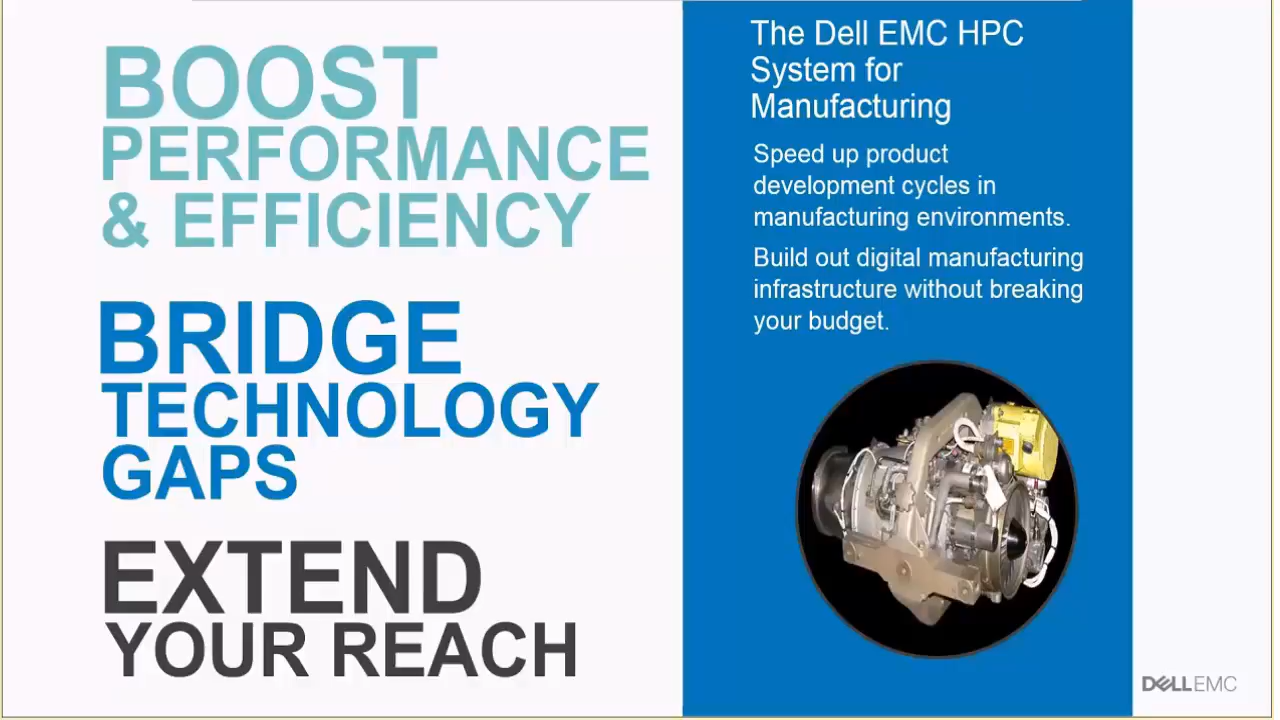 BOOST
PERFORMANCE
& EFFICIENCY
BRIDGE
TECHNOLOGY
GAPS
EXTEND
YOUR REACH
The Dell EMC HPC
System for
Manufacturing
Speed up product
development cycles in
manufacturing environments.
Build out digital manufacturing
infrastructure without breaking
your budget.
DELLEMC